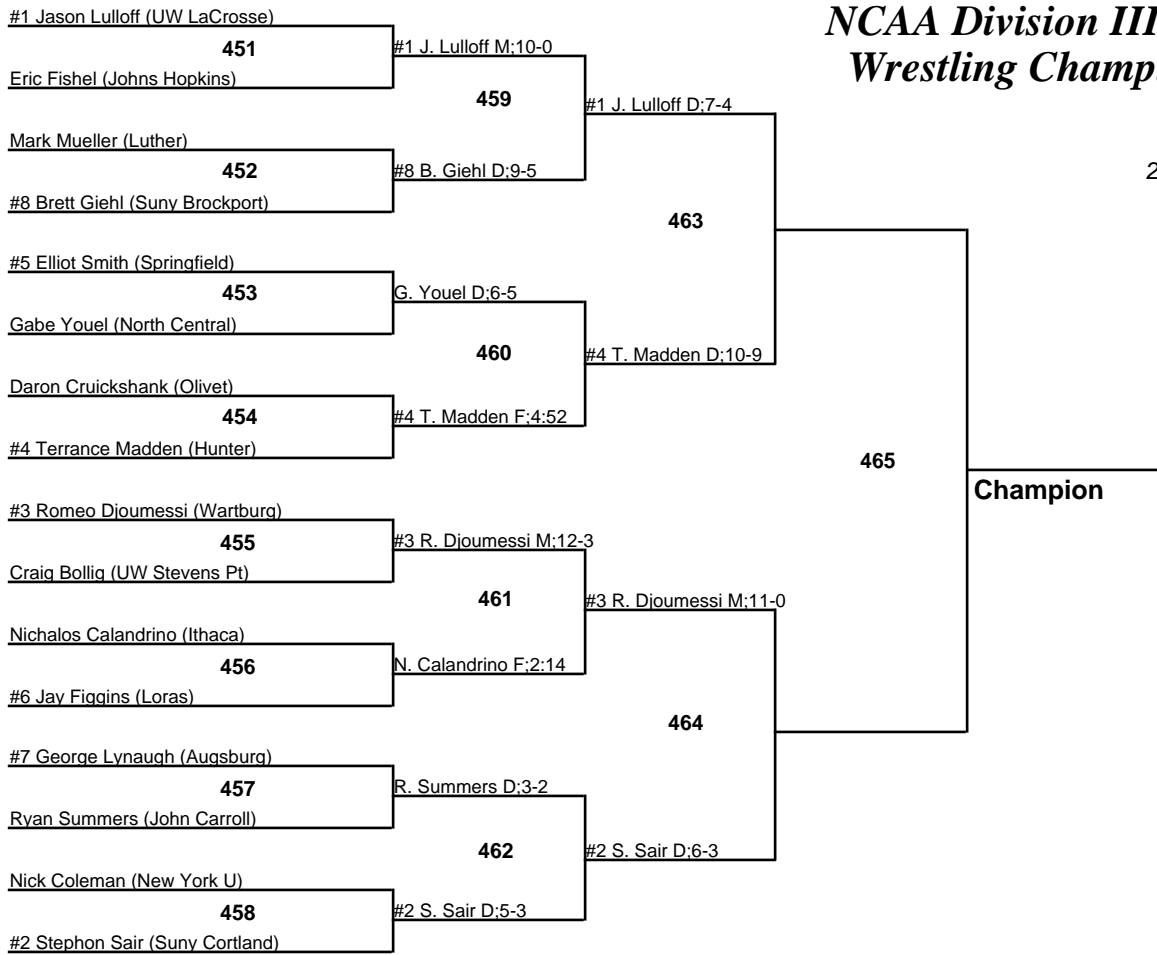 NCAA Division III
Wrestling Champ
2
#1 Jason Lulloff (UW LaCrosse)
451
Eric Fishel (Johns Hopkins)
Mark Mueller (Luther)
452
#8 Brett Giehl (Suny Brockport)
#5 Elliot Smith (Springfield)
453
Gabe Youel (North Central)
Daron Cruickshank (Olivet)
454
#4 Terrance Madden (Hunter)
#3 Romeo Djoumessi (Wartburg)
455
Craig Bollig (UW Stevens Pt)
Nichalos Calandrino (Ithaca)
456
#6 Jay Figgins (Loras)
#7 George Lynaugh (Augsburg)
457
Ryan Summers (John Carroll)
Nick Coleman (New York U)
458
#2 Stephon Sair (Suny Cortland)
#1 J. Lulloff M;10-0
459
#8 B. Giehl D;9-5
G. Youel D;6-5
460
#4 T. Madden F;4:52
#3 R. Djoumessi M;12-3
461
N. Calandrino F;2:14
R. Summers D;3-2
462
#2 S. Sair D;5-3
#1 J. Lulloff D;7-4
463
#4 T. Madden D;10-9
#3 R. Djoumessi M;11-0
464
#2 S. Sair D;6-3
465
Champion